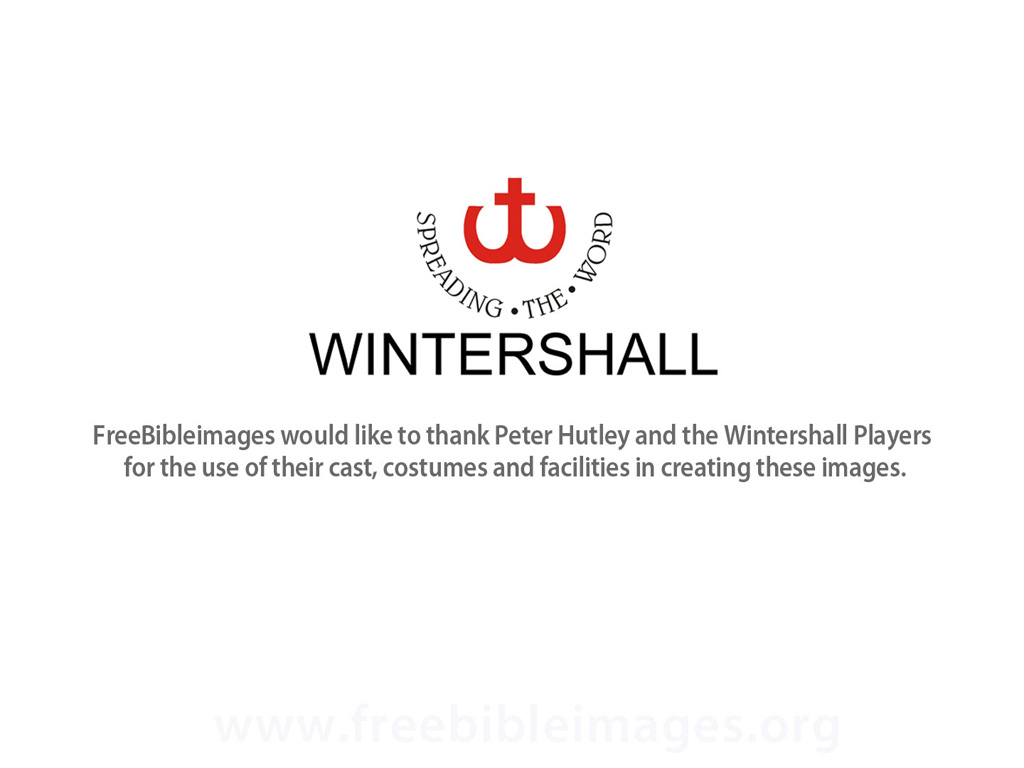 SPREADING • THE • WORD
WINTERSHALL
FreeBibleimages would like to thank Peter Hutley and the Wintershall Players
for the use of their cast, costumes and facilities in creating these images.
www.freebibleimages.org